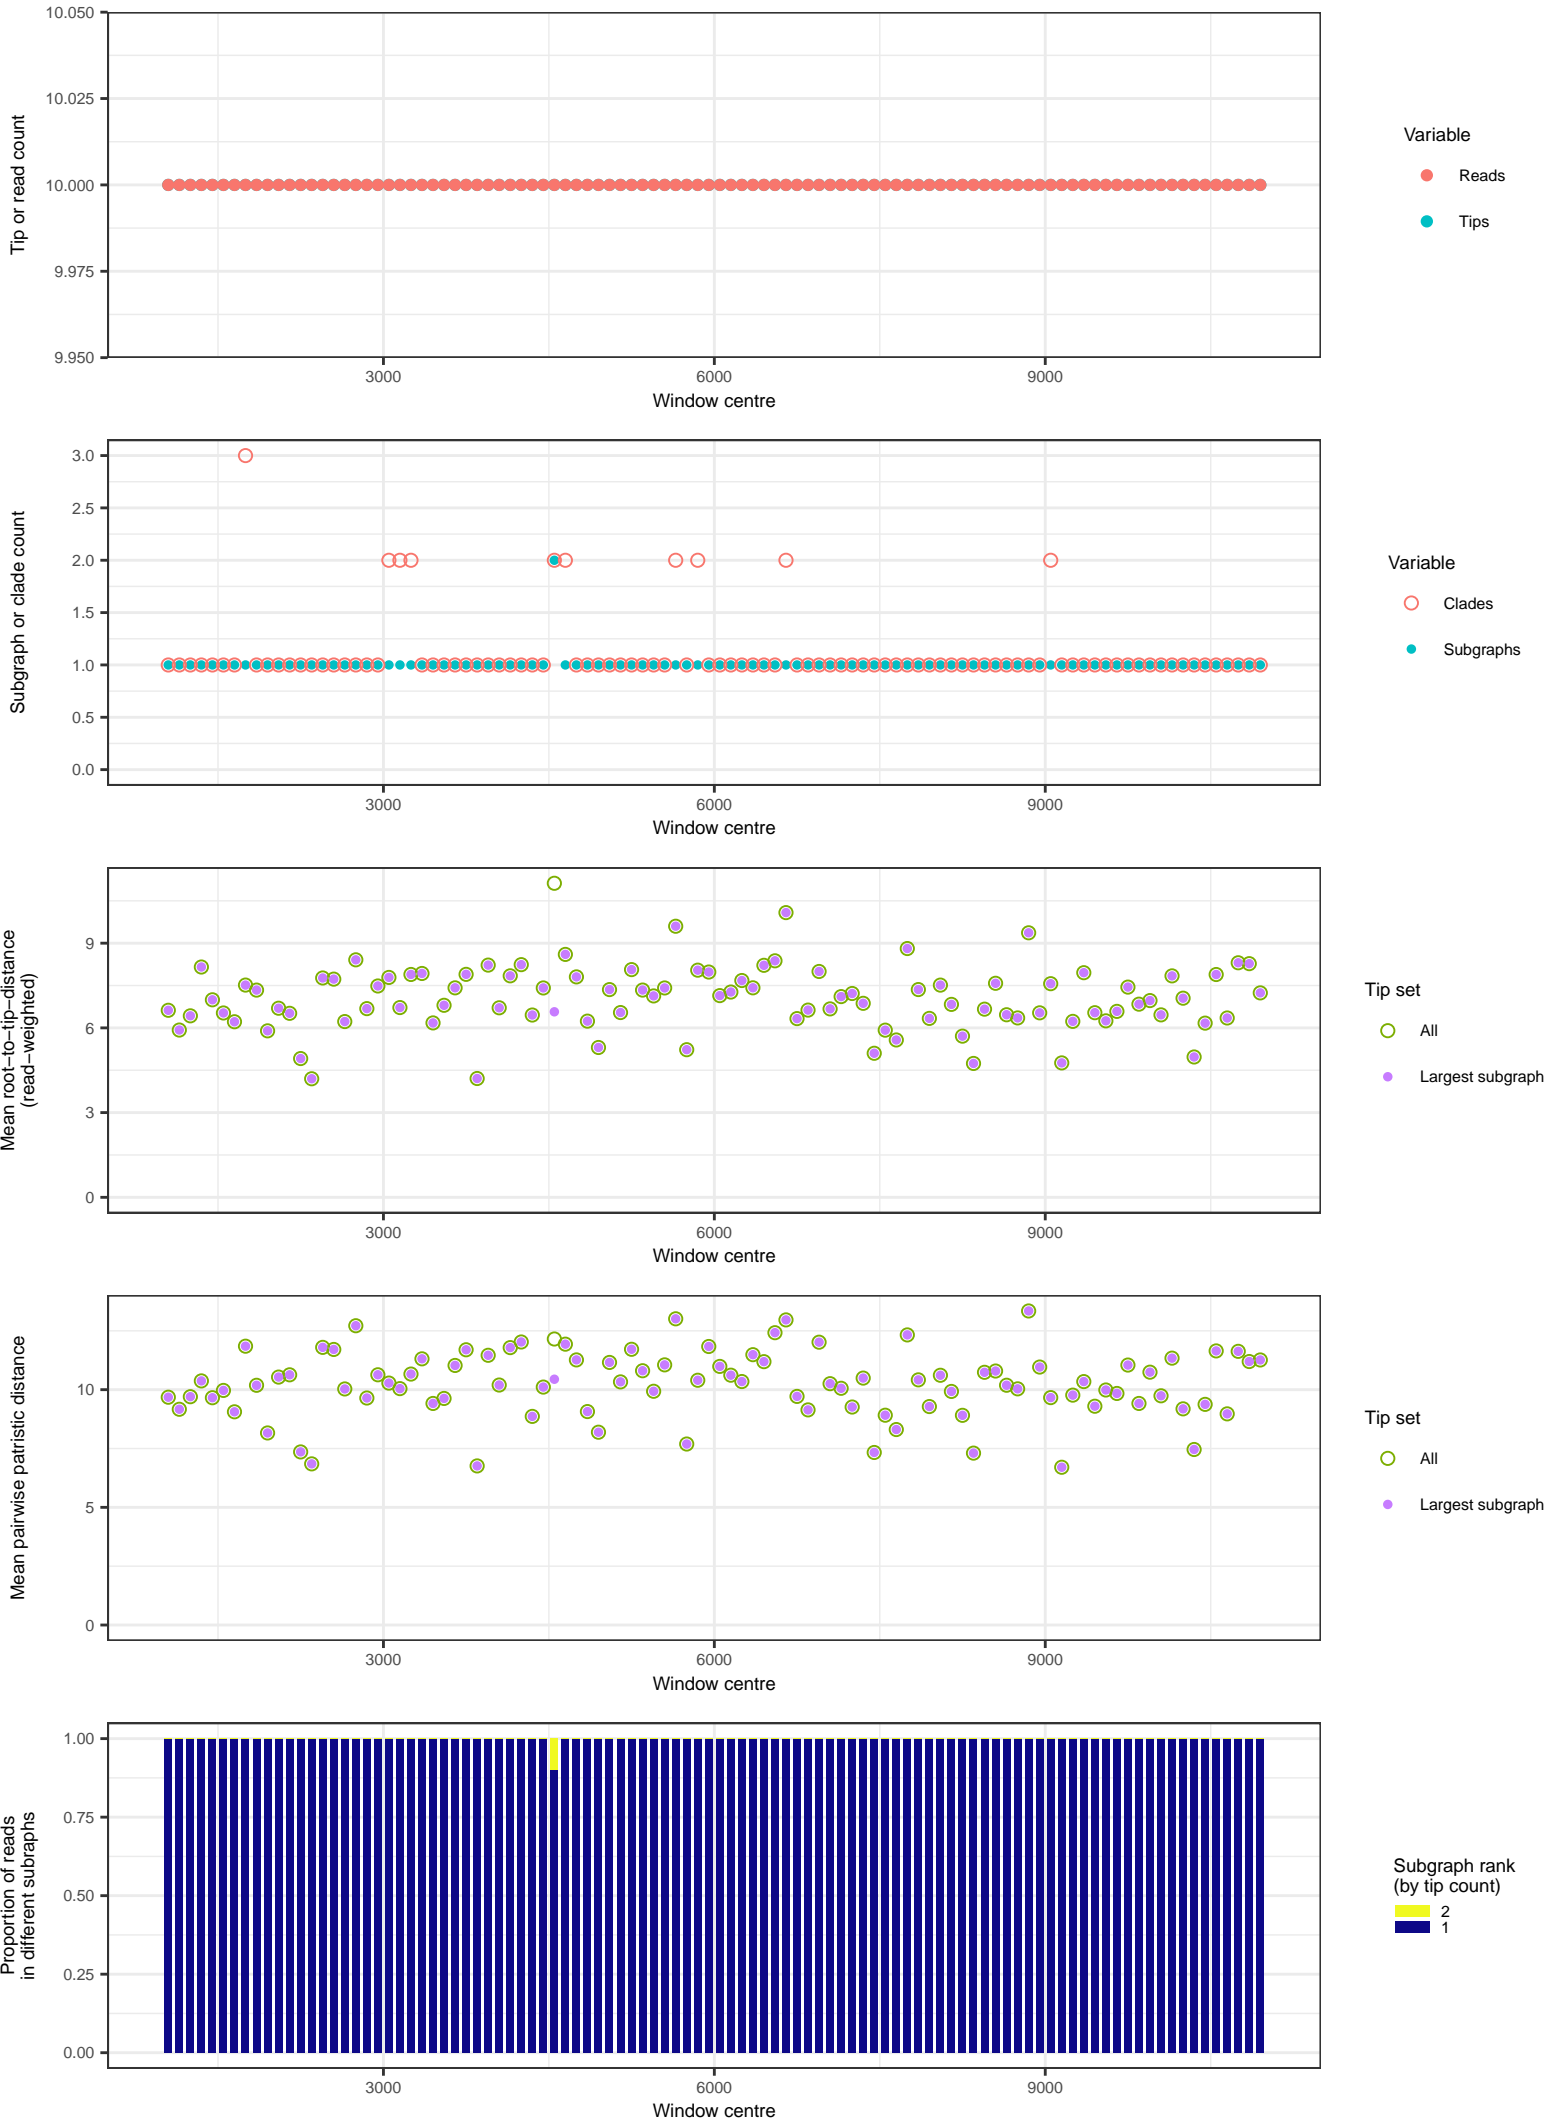 10.050
10.025
10.000
9.975
9.950
Tip or read count
3000 6000 9000
Window centre
Variable
Reads
Tips
3.0
2.5
2.0
1.5
1.0
0.5
0.0
Subgraph or clade count
3000 6000 9000
Window centre
Variable
Clades
Subgraphs
9
6
3
0
Mean root−to−tip−distance
(read−weighted)
3000 6000 9000
Window centre
Tip set
All
Largest subgraph
10
5
0
Mean pairwise patristic distance
3000 6000 9000
Window centre
Tip set
All
Largest subgraph
1.00
0.75
0.50
0.25
0.00
Proportion of reads
in different subraphs
3000 6000 9000
Window centre
Subgraph rank
(by tip count)
2
1